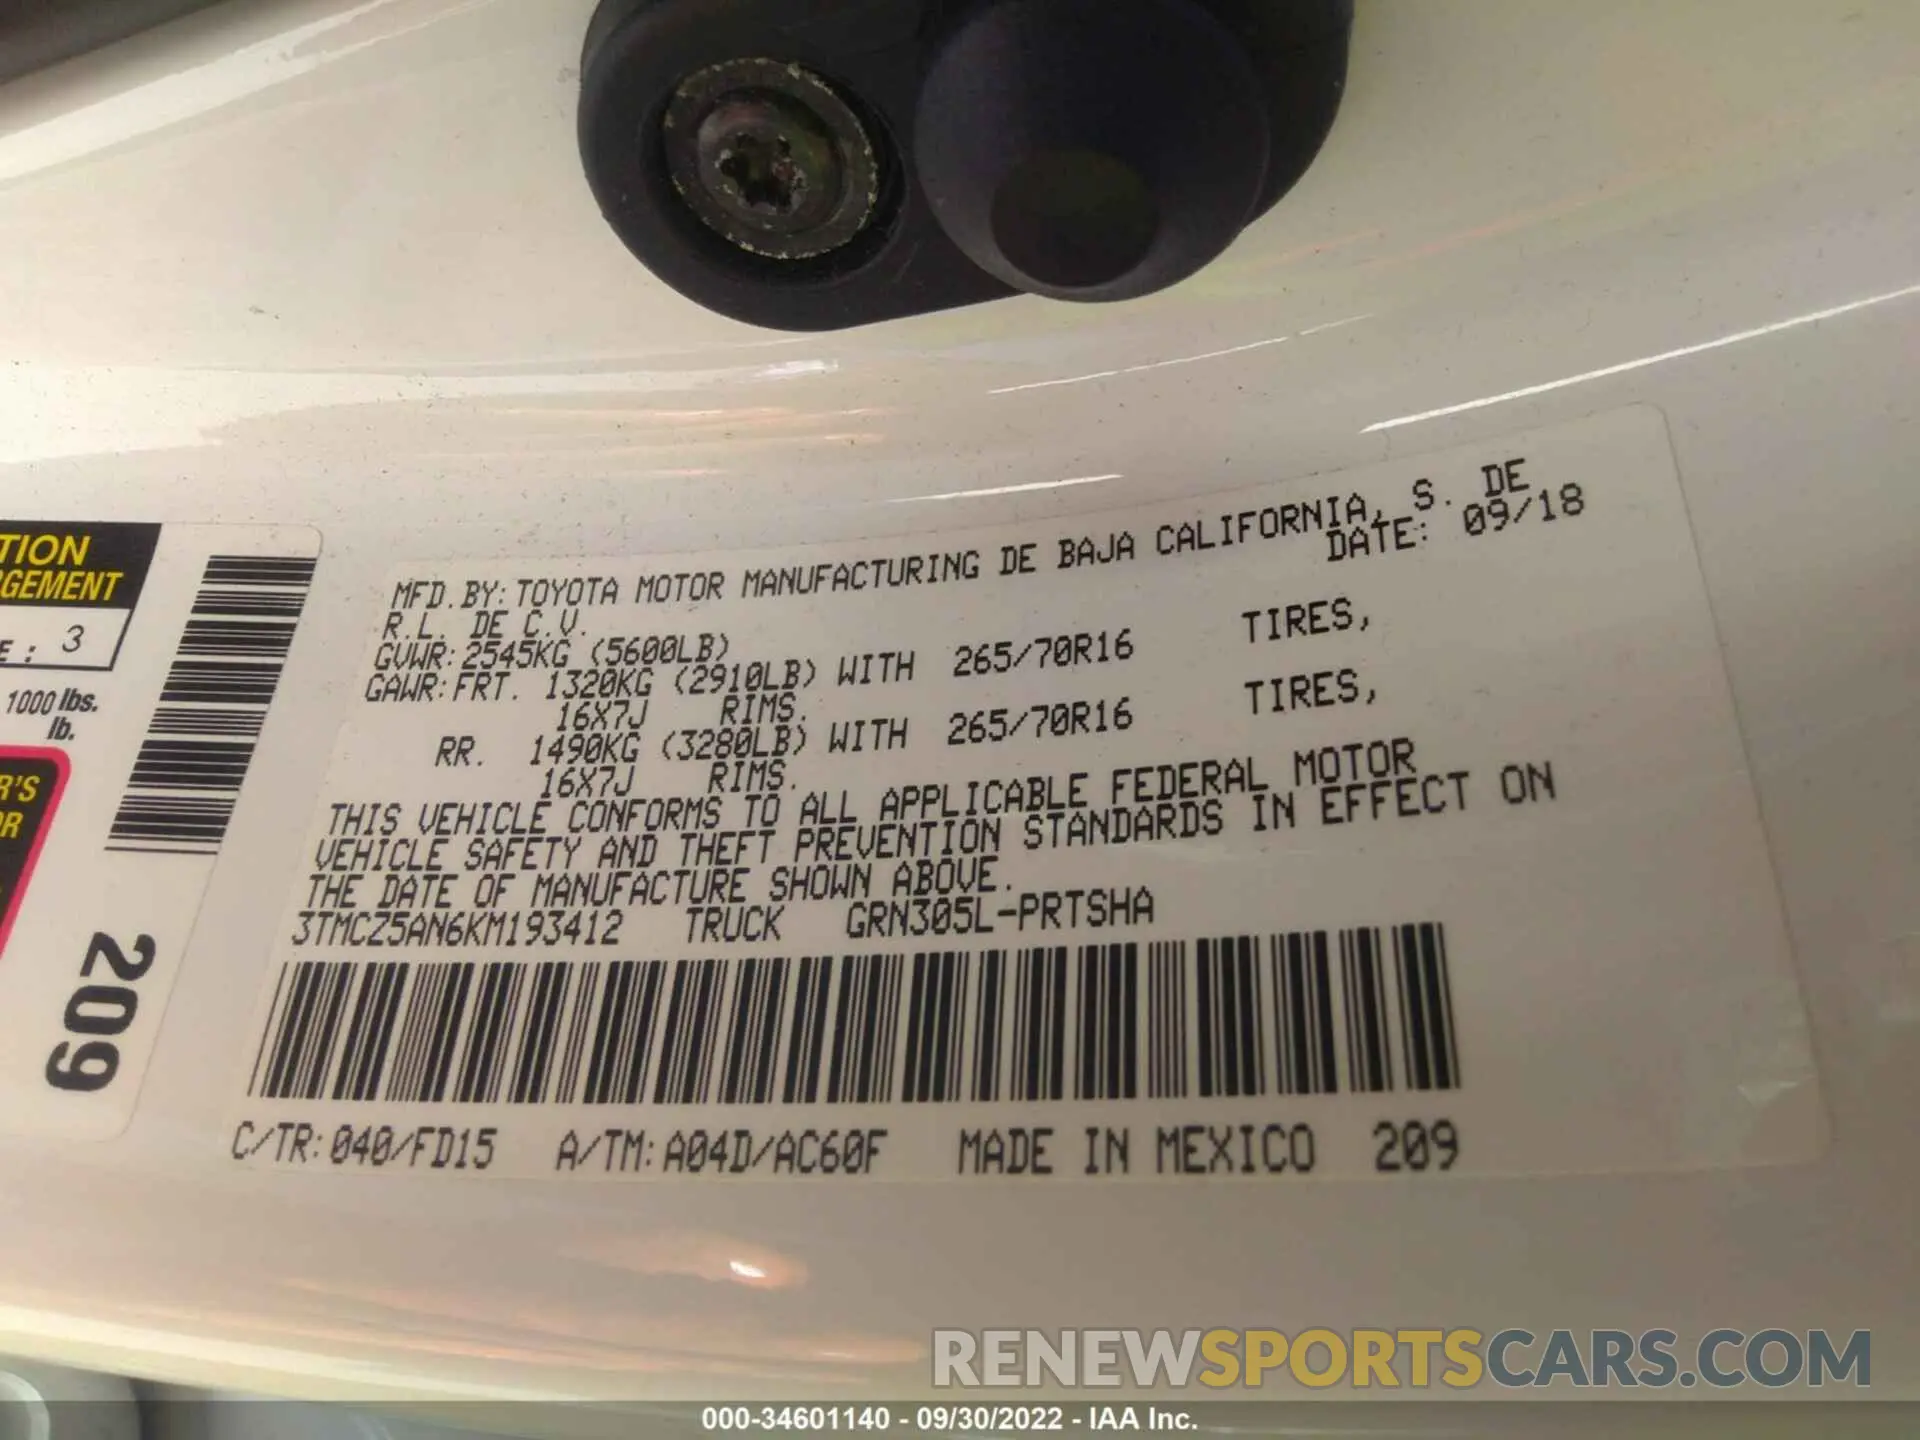 MFD.BY: TOYOTA MOTOR MANUFACTURING DE BAJA CALIFORNIA, S. DE
R.L. DE C.V. DATE: 09/18
GVWR: 2545KG (5600LB)
GAWR: FRT. 1320KG (2910LB) WITH 265/70R16 TIRES,
16X7J RIMS.
RR. 1490KG (3280LB) WITH 265/70R16 TIRES,
16X7J RIMS.
THIS VEHICLE CONFORMS TO ALL APPLICABLE FEDERAL MOTOR
VEHICLE SAFETY AND THEFT PREVENTION STANDARDS IN EFFECT ON
THE DATE OF MANUFACTURE SHOWN ABOVE.
3TMCZ5AN6KM193412 TRUCK GRN305L-PRTSHA
C/TR: 040/FD15 A/TM: A04D/AC60F MADE IN MEXICO 209
TION
GEMENT
E : 3
1000 lbs.
lb.
R'S
OR
209
RENEWSPORTSCARS.COM
000-34601140 - 09/30/2022 - IAA Inc.